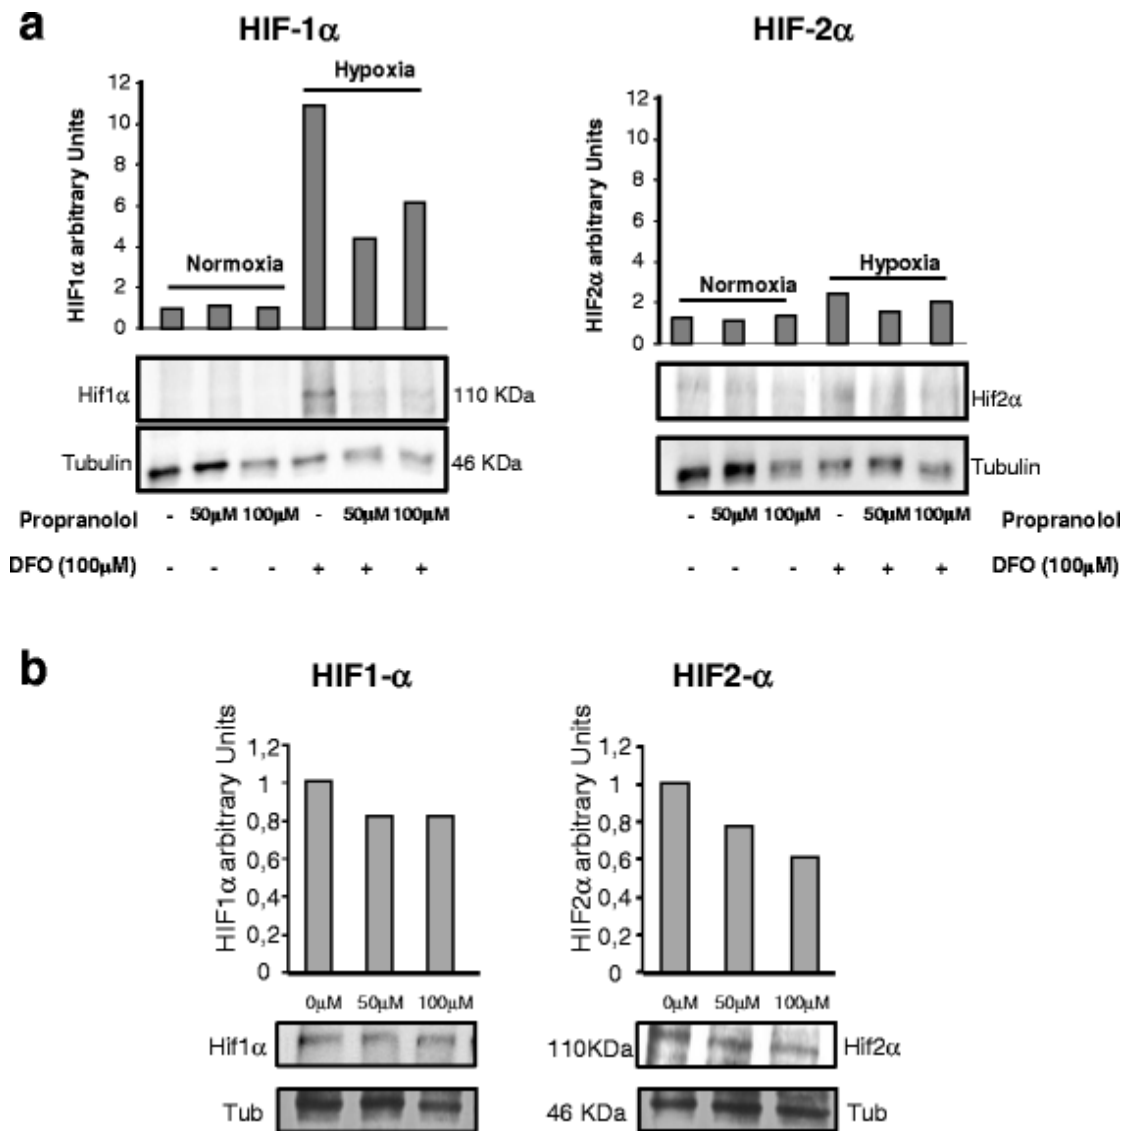 a
HIF-1α
HIF-2α
HIF1α arbitrary Units
12
10
8
6
4
2
0
Normoxia
Hypoxia
HIF2α arbitrary Units
12
10
8
6
4
2
0
Normoxia
Hypoxia
Hif1α
110 KDa
Hif2α
Tubulin
46 KDa
Tubulin
Propranolol - 50μM 100μM - 50μM 100μM
- 50μM 100μM - 50μM 100μM Propranolol
DFO (100μM) - - - + + +
- - - + + + DFO (100μM)
b
HIF1-α
HIF2-α
HIF1α arbitrary Units
1,2
1
0,8
0,6
0,4
0,2
0
0μM 50μM 100μM
HIF2α arbitrary Units
1,2
1
0,8
0,6
0,4
0,2
0
0μM 50μM 100μM
Hif1α
110KDa
Hif2α
Tub
46 KDa
Tub